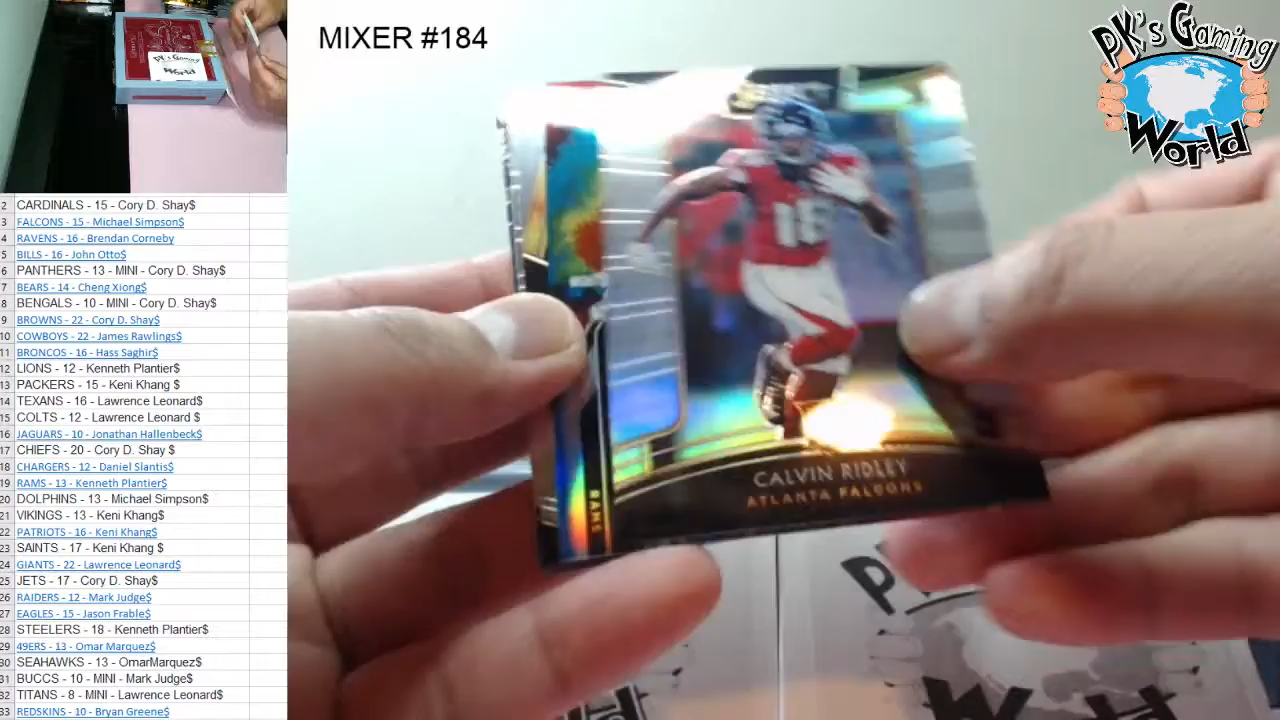 MIXER #184
PK's Gaming
World
PK's Gaming
World
2 CARDINALS - 15 - Cory D. Shay$
3 FALCONS - 15 - Michael Simpson$
4 RAVENS - 16 - Brendan Corneby
5 BILLS - 16 - John Otto$
6 PANTHERS - 13 - MINI - Cory D. Shay$
7 BEARS - 14 - Cheng Xiong$
8 BENGALS - 10 - MINI - Cory D. Shay$
9 BROWNS - 22 - Cory D. Shay$
10 COWBOYS - 22 - James Rawlings$
11 BRONCOS - 16 - Hass Saghir$
12 LIONS - 12 - Kenneth Plantier$
13 PACKERS - 15 - Keni Khang $
14 TEXANS - 16 - Lawrence Leonard$
15 COLTS - 12 - Lawrence Leonard $
16 JAGUARS - 10 - Jonathan Hallenbeck$
17 CHIEFS - 20 - Cory D. Shay $
18 CHARGERS - 12 - Daniel Slantis$
19 RAMS - 13 - Kenneth Plantier$
20 DOLPHINS - 13 - Michael Simpson$
21 VIKINGS - 13 - Keni Khang$
22 PATRIOTS - 16 - Keni Khang$
23 SAINTS - 17 - Keni Khang $
24 GIANTS - 22 - Lawrence Leonard$
25 JETS - 17 - Cory D. Shay$
26 RAIDERS - 12 - Mark Judge$
27 EAGLES - 15 - Jason Frable$
28 STEELERS - 18 - Kenneth Plantier$
29 49ERS - 13 - Omar Marquez$
30 SEAHAWKS - 13 - OmarMarquez$
31 BUCCS - 10 - MINI - Mark Judge$
32 TITANS - 8 - MINI - Lawrence Leonard$
33 REDSKINS - 10 - Bryan Greene$
18
CALVIN RIDLEY
ATLANTA FALCONS
RAMS